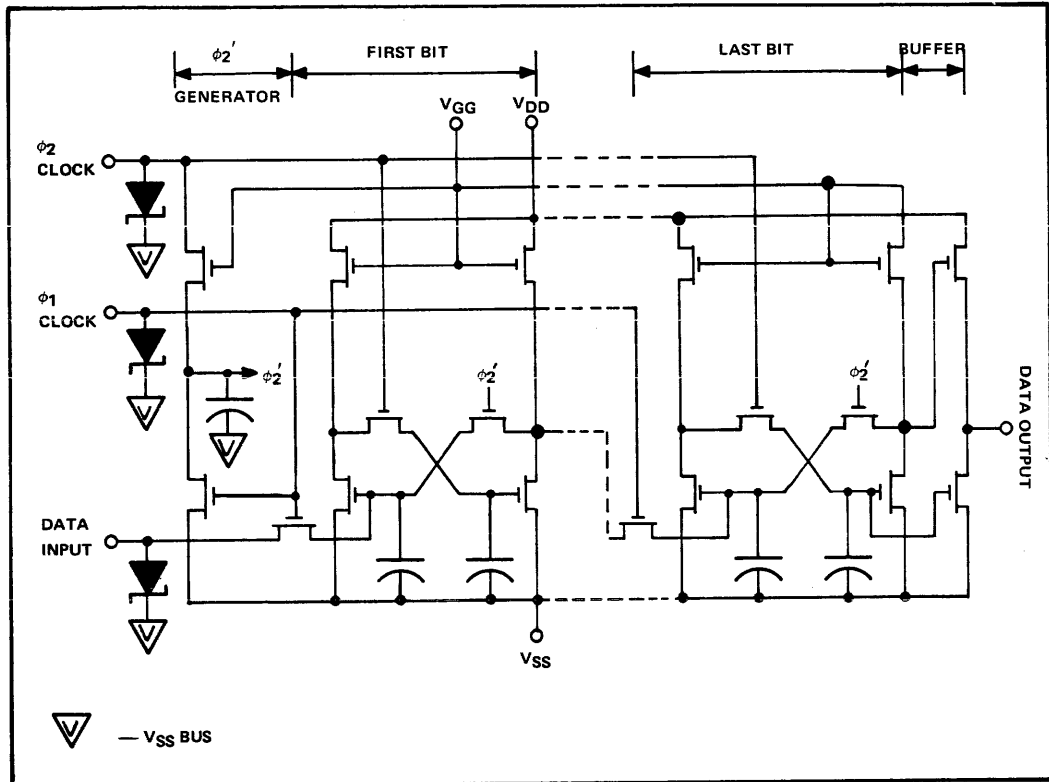 ϕ2′
GENERATOR
FIRST BIT
LAST BIT
BUFFER
VGG
VDD
ϕ2
CLOCK
ϕ1
CLOCK
ϕ2′
ϕ2′
ϕ2′
DATA
INPUT
DATA OUTPUT
VSS
V
V
V
V
V
— VSS BUS